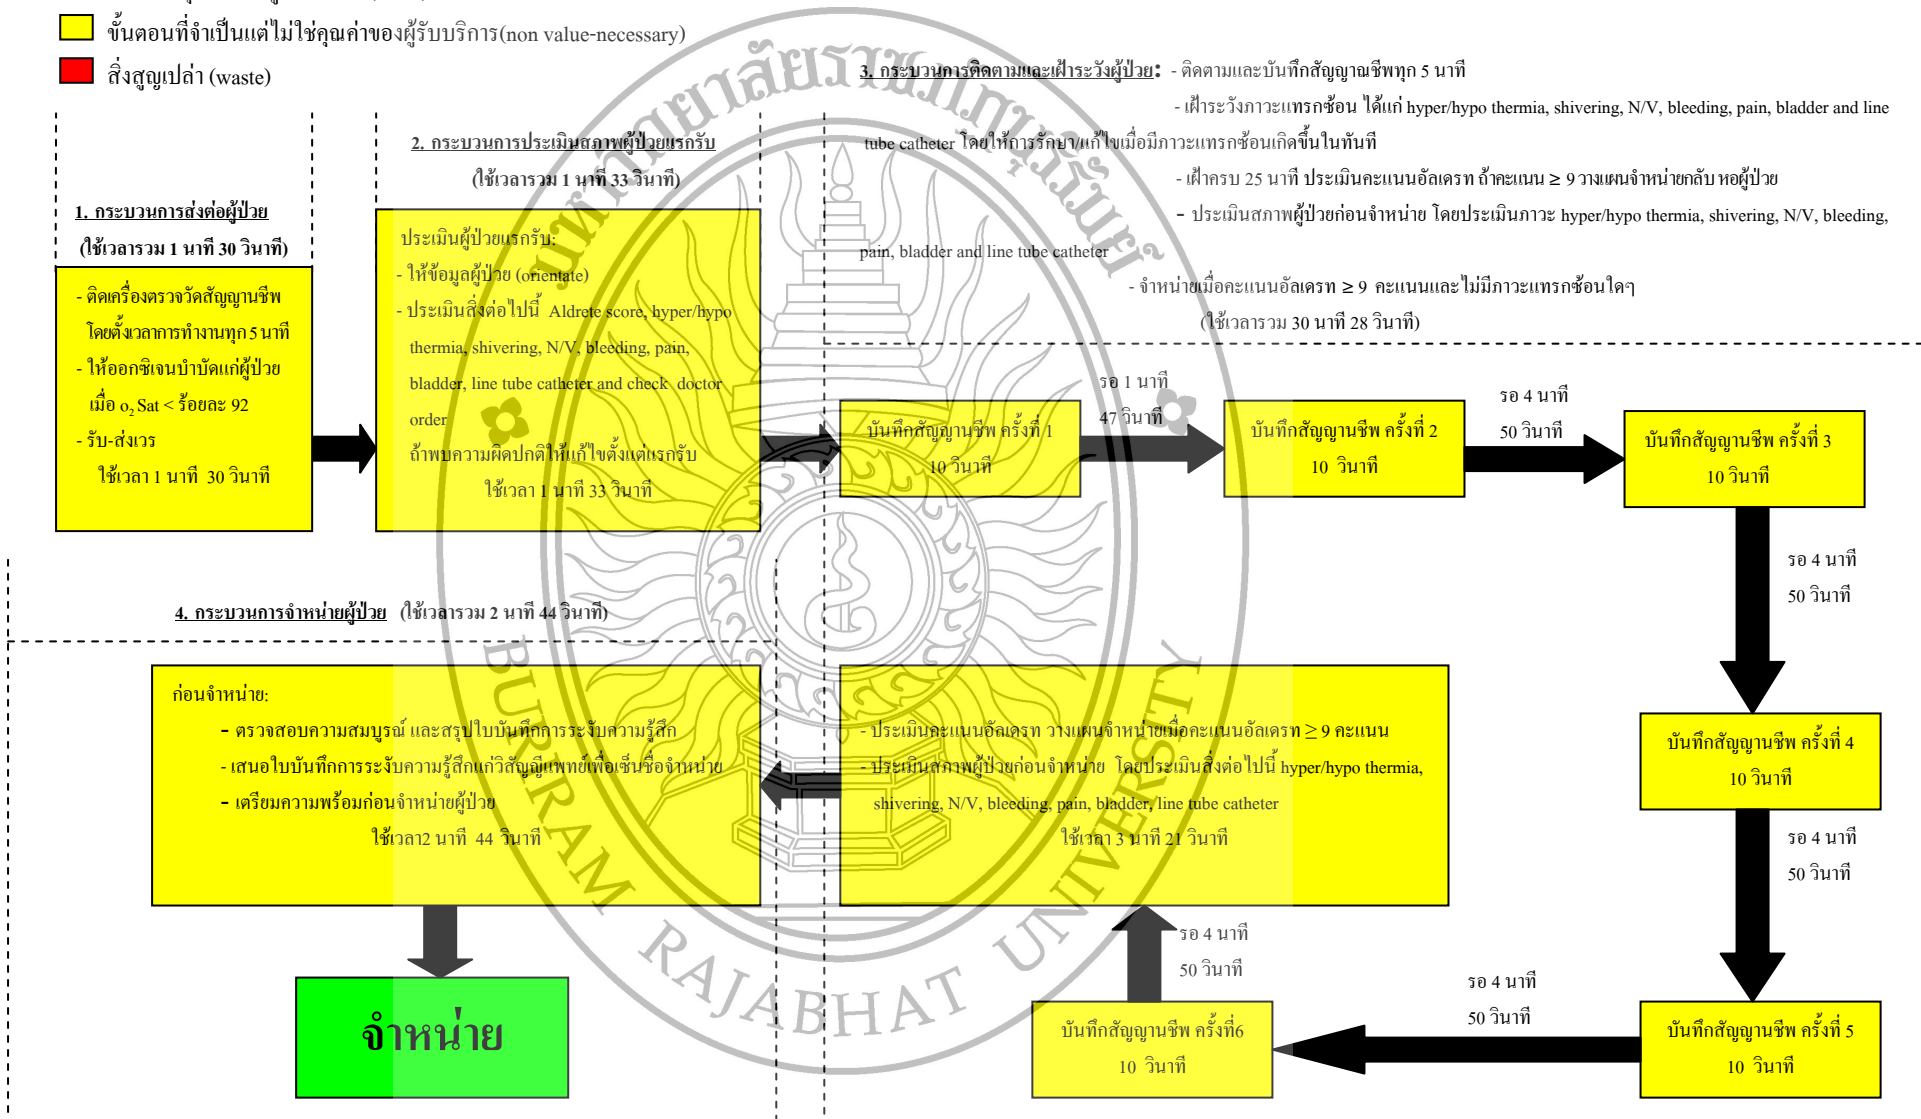 ขั้นตอนที่จำเป็นแต่ไม่ใช่คุณค่าของผู้รับบริการ(non value-necessary)
สิ่งสูญเปล่า (waste)
1. กระบวนการส่งต่อผู้ป่วย
(ใช้เวลารวม 1 นาที 30 วินาที)
- ติดเครื่องตรวจวัดสัญญานชีพ
โดยตั้งเวลาการทำงานทุก 5 นาที
- ให้ออกซิเจนบำบัดแก่ผู้ป่วย
เมื่อ o2 Sat < ร้อยละ 92
- รับ-ส่งเวร
ใช้เวลา 1 นาที 30 วินาที
2. กระบวนการประเมินสภาพผู้ป่วยแรกรับ
(ใช้เวลารวม 1 นาที 33 วินาที)
ประเมินผู้ป่วยแรกรับ:
- ให้ข้อมูลผู้ป่วย (orientate)
- ประเมินสิ่งต่อไปนี้ Aldrete score, hyper/hypo
thermia, shivering, N/V, bleeding, pain,
bladder, line tube catheter and check doctor
order
ถ้าพบความผิดปกติให้แก้ไขตั้งแต่แรกรับ
ใช้เวลา 1 นาที 33 วินาที
3. กระบวนการติดตามและเฝ้าระวังผู้ป่วย: - ติดตามและบันทึกสัญญาณชีพทุก 5 นาที
- เฝ้าระวังภาวะแทรกซ้อน ได้แก่ hyper/hypo thermia, shivering, N/V, bleeding, pain, bladder and line
tube catheter โดยให้การรักษา/แก้ไขเมื่อมีภาวะแทรกซ้อนเกิดขึ้นในทันที
- เฝ้าครบ 25 นาที ประเมินคะแนนอัลเดรท ถ้าคะแนน ≥ 9 วางแผนจำหน่ายกลับ หอผู้ป่วย
- ประเมินสภาพผู้ป่วยก่อนจำหน่าย โดยประเมินภาวะ hyper/hypo thermia, shivering, N/V, bleeding,
pain, bladder and line tube catheter
- จำหน่ายเมื่อคะแนนอัลเดรท ≥ 9 คะแนนและไม่มีภาวะแทรกซ้อนใดๆ
(ใช้เวลารวม 30 นาที 28 วินาที)
บันทึกสัญญานชีพ ครั้งที่ 1
10 วินาที
รอ 1 นาที
47 วินาที
บันทึกสัญญานชีพ ครั้งที่ 2
10 วินาที
รอ 4 นาที
50 วินาที
บันทึกสัญญานชีพ ครั้งที่ 3
10 วินาที
รอ 4 นาที
50 วินาที
บันทึกสัญญานชีพ ครั้งที่ 4
10 วินาที
รอ 4 นาที
50 วินาที
บันทึกสัญญานชีพ ครั้งที่ 5
10 วินาที
รอ 4 นาที
50 วินาที
บันทึกสัญญานชีพ ครั้งที่6
10 วินาที
รอ 4 นาที
50 วินาที
- ประเมินคะแนนอัลเดรท วางแผนจำหน่ายเมื่อคะแนนอัลเดรท ≥ 9 คะแนน
- ประเมินสภาพผู้ป่วยก่อนจำหน่าย โดยประเมินสิ่งต่อไปนี้ hyper/hypo thermia,
shivering, N/V, bleeding, pain, bladder, line tube catheter
ใช้เวลา 3 นาที 21 วินาที
4. กระบวนการจำหน่ายผู้ป่วย (ใช้เวลารวม 2 นาที 44 วินาที)
ก่อนจำหน่าย:
- ตรวจสอบความสมบูรณ์ และสรุปใบบันทึกการระงับความรู้สึก
- เสนอใบบันทึกการระงับความรู้สึกแก่วิสัญญีแพทย์เพื่อเซ็นชื่อจำหน่าย
- เตรียมความพร้อมก่อนจำหน่ายผู้ป่วย
ใช้เวลา2 นาที 44 วินาที
จำหน่าย
มหาวิทยาลัยราชภัฏบุรีรัมย์
BURIRAM RAJABHAT UNIVERSITY